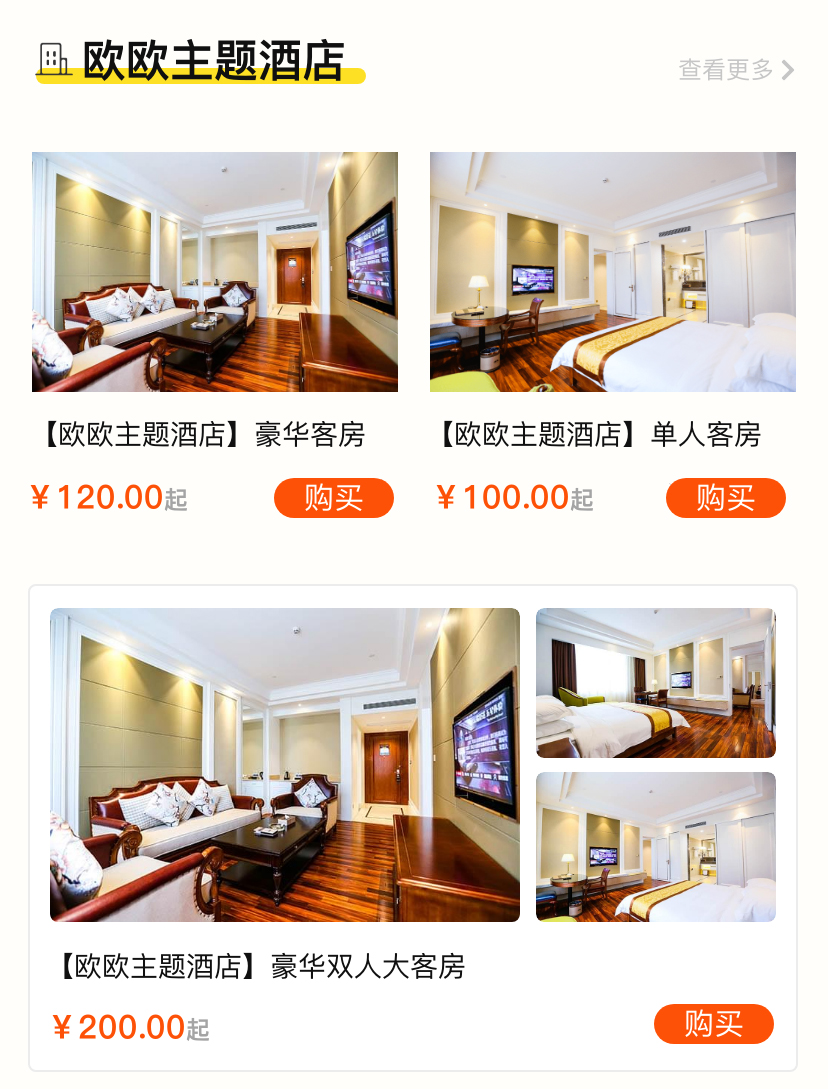 欧欧主题酒店
查看更多
【欧欧主题酒店】豪华客房
【欧欧主题酒店】单人客房
¥120.00起
购买
¥100.00起
购买
【欧欧主题酒店】豪华双人大客房
¥200.00起
购买